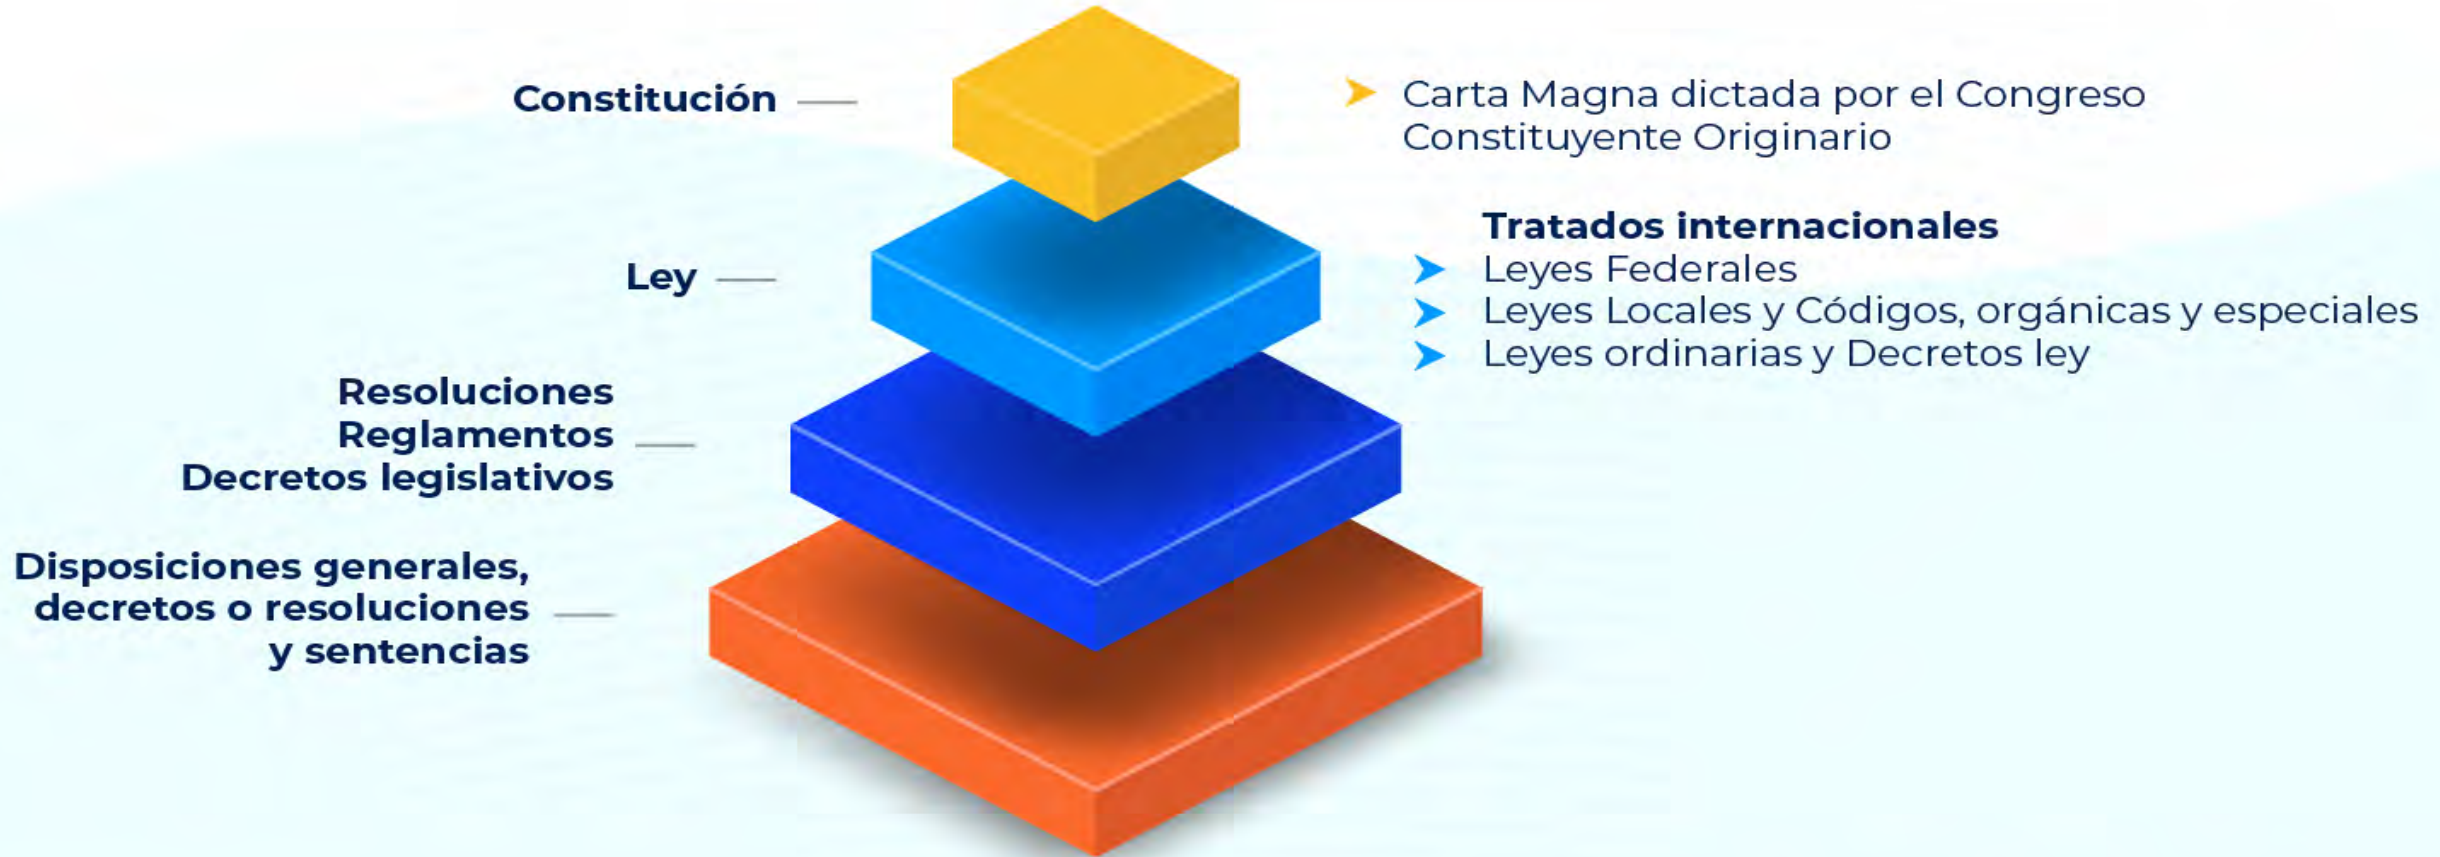 Constitución
Carta Magna dictada por el Congreso
Constituyente Originario
Ley
Tratados internacionales
Leyes Federales
Leyes Locales y Códigos, orgánicas y especiales
Leyes ordinarias y Decretos ley
Resoluciones
Reglamentos
Decretos legislativos
Disposiciones generales,
decretos o resoluciones
y sentencias